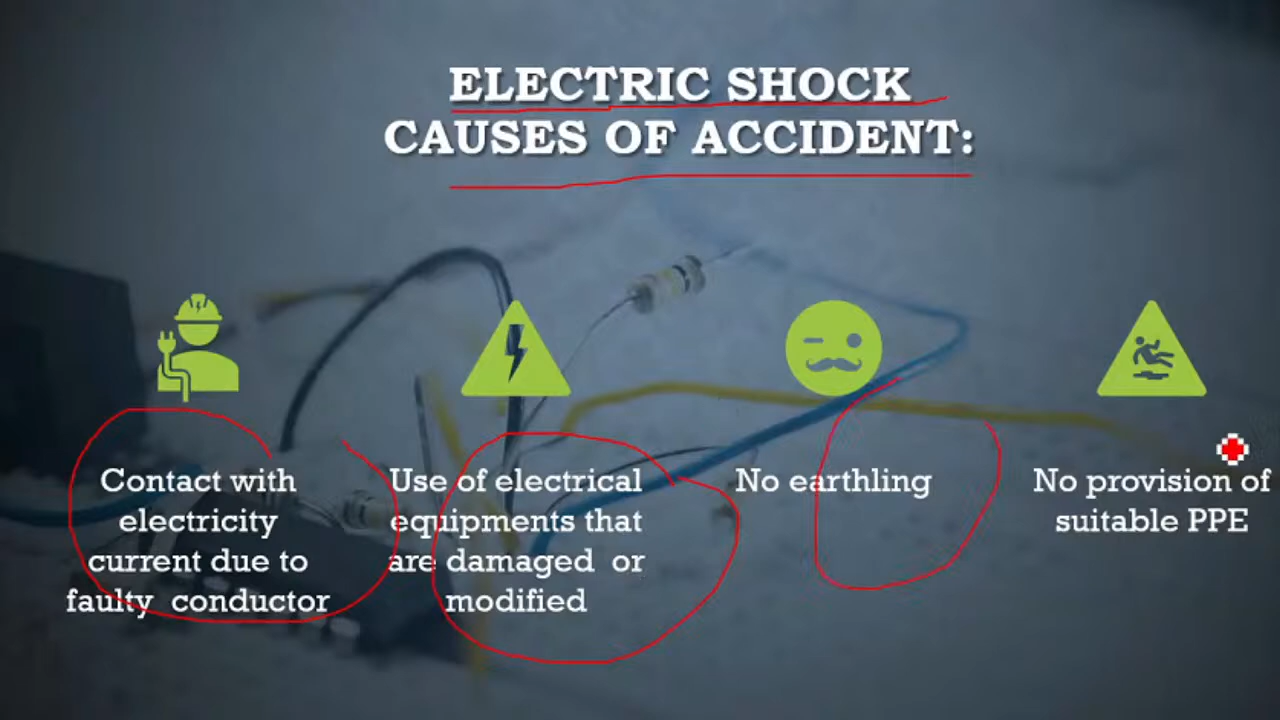 ELECTRIC SHOCK
CAUSES OF ACCIDENT:
Contact with
electricity
current due to
faulty conductor
Use of electrical
equipments that
are damaged or
modified
No earthling
No provision of
suitable PPE